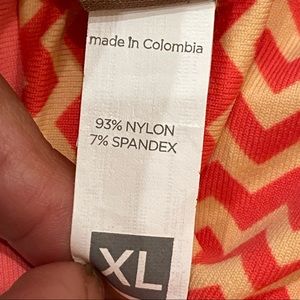 made in Colombia
93% NYLON
7% SPANDEX
XL